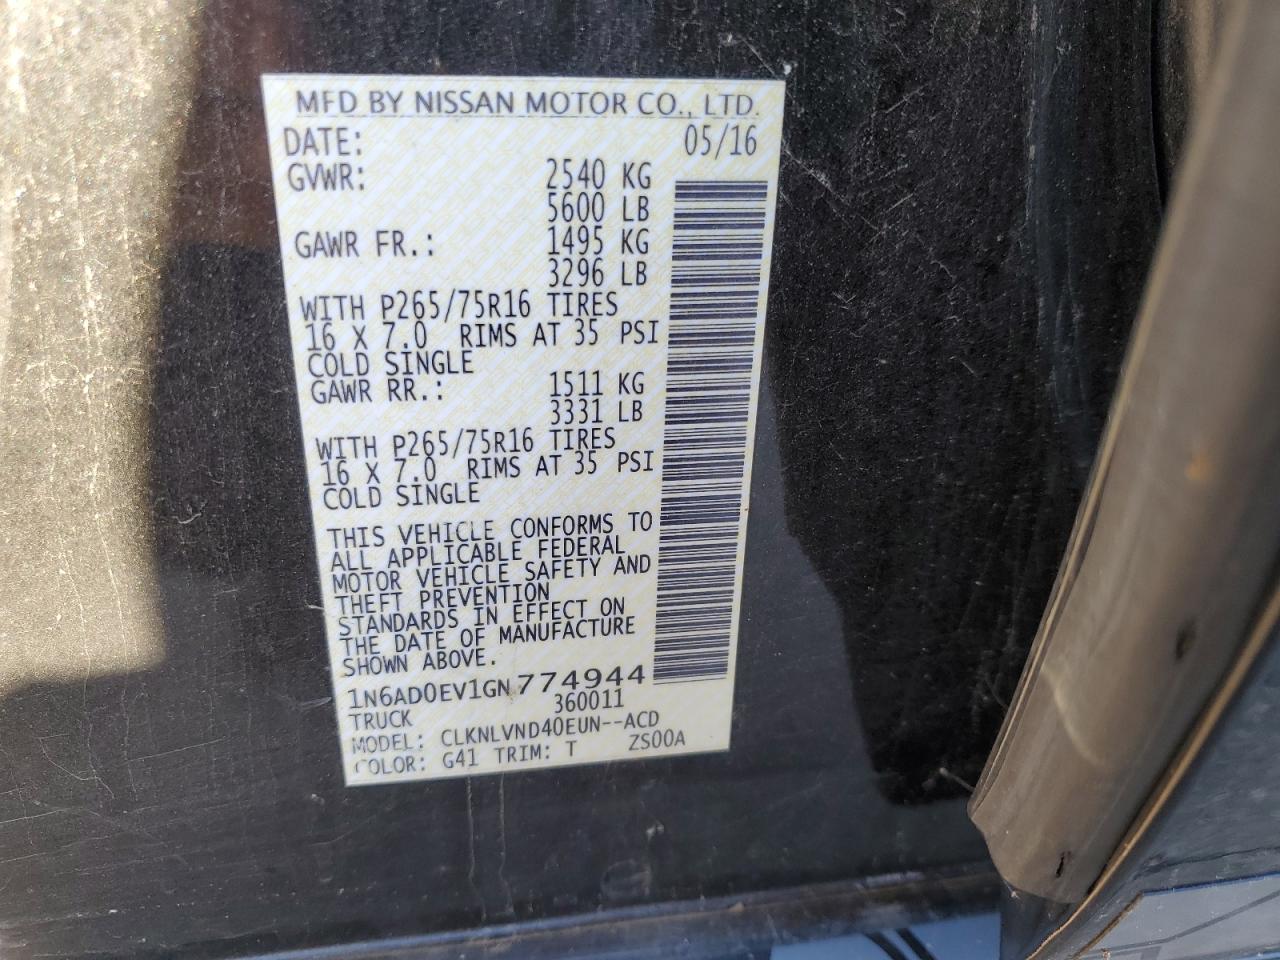 MFD BY NISSAN MOTOR CO., LTD.
DATE: 05/16
GVWR: 2540 KG
5600 LB
GAWR FR.: 1495 KG
3296 LB
WITH P265/75R16 TIRES
16 X 7.0 RIMS AT 35 PSI
COLD SINGLE
GAWR RR.: 1511 KG
3331 LB
WITH P265/75R16 TIRES
16 X 7.0 RIMS AT 35 PSI
COLD SINGLE
THIS VEHICLE CONFORMS TO
ALL APPLICABLE FEDERAL
MOTOR VEHICLE SAFETY AND
THEFT PREVENTION
STANDARDS IN EFFECT ON
THE DATE OF MANUFACTURE
SHOWN ABOVE.
1N6AD0EV1GN774944
TRUCK 360011
MODEL: CLKNLVND40EUN--ACD
COLOR: G41 TRIM: T ZS00A